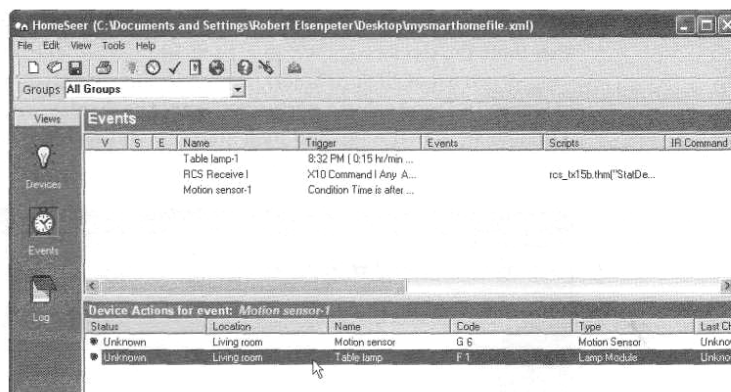 HomeSeer (C:\Documents and Settings\Robert Elsenpeter\Desktop\mysmarthomefile.xml)
File Edit View Tools Help
Groups All Groups
Views Events
V S E Name Trigger Events Scripts IR Command
Table lamp-1 8:32 PM ( 0:15 hr/min ...
RCS Receive I X10 Command I Any A... rcs_tx15b.thm("StatDe...
Motion sensor-1 Condition Time is after ...
Devices
Events
Log
Device Actions for event: Motion sensor-1
Status Location Name Code Type Last Ch
Unknown Living room Motion sensor G 6 Motion Sensor Unkno
Unknown Living room Table lamp F 1 Lamp Module Unkno